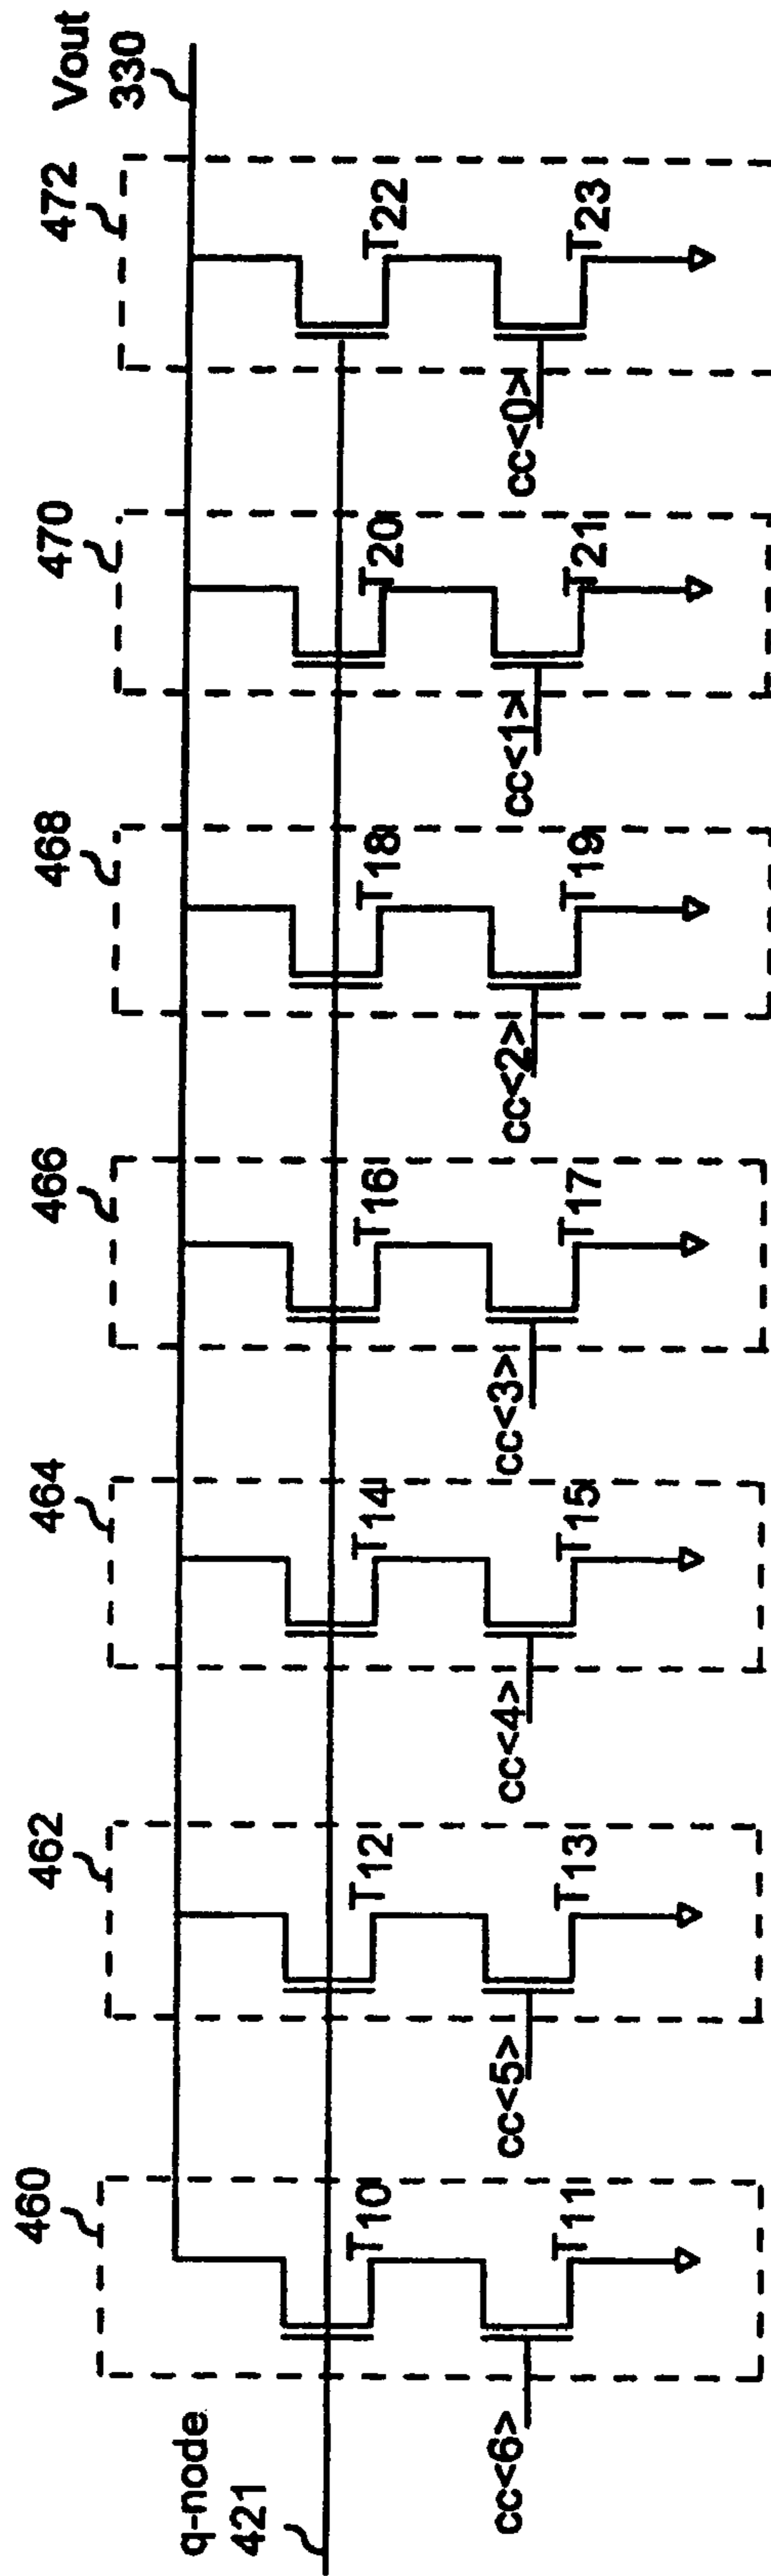 q-node
421
460
T10
T11
cc<6>
462
T12
T13
cc<5>
464
T14
T15
cc<4>
466
T16
T17
cc<3>
468
T18
T19
cc<2>
470
T20
T21
cc<1>
472
T22
T23
cc<0>
Vout
330